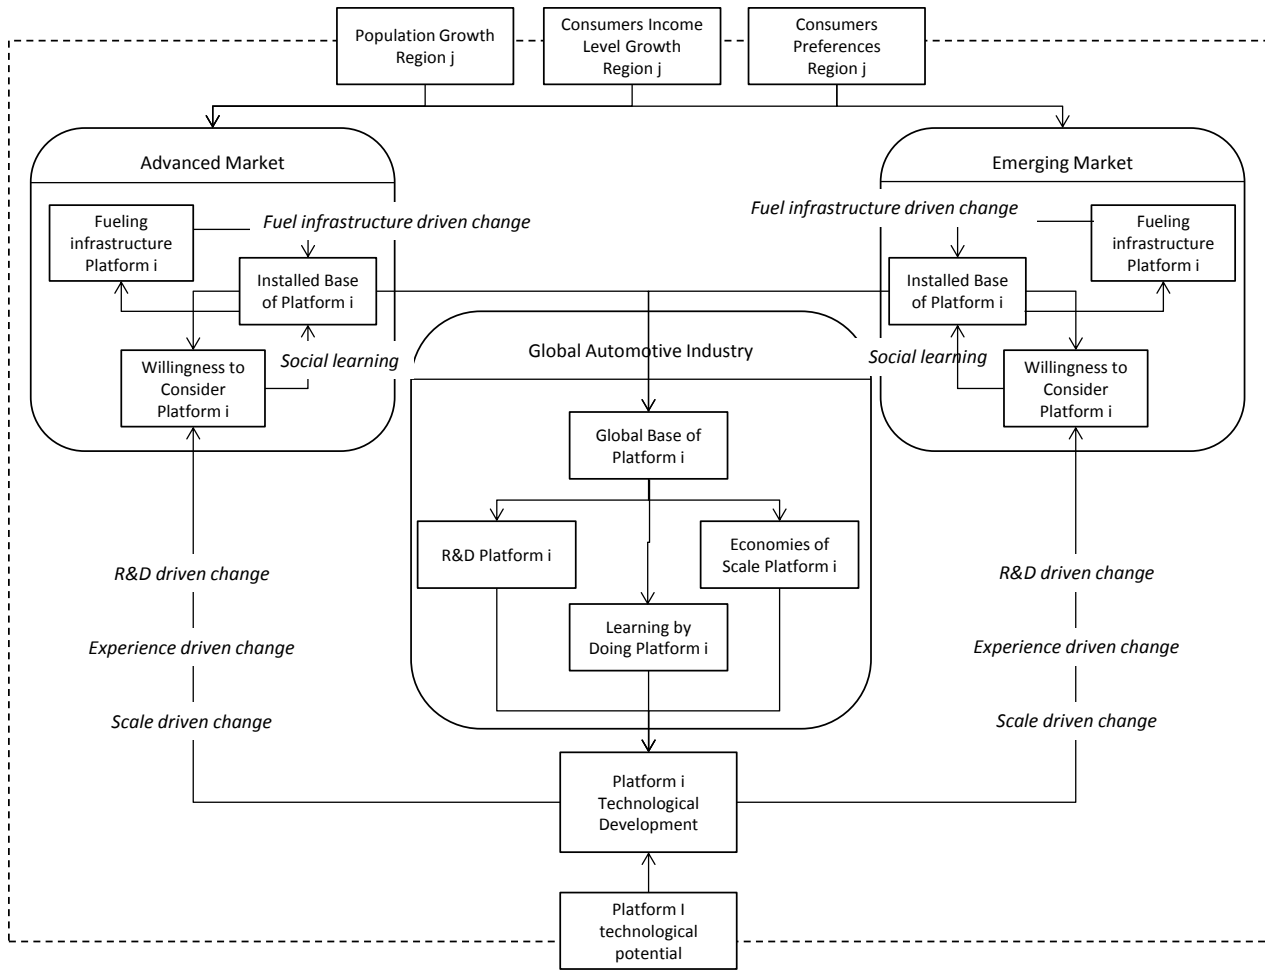 Population Growth
Region j
Consumers Income
Level Growth
Region j
Consumers
Preferences
Region j
Advanced Market
Fueling
infrastructure
Platform i
Fuel infrastructure driven change
Installed Base
of Platform i
Social learning
Willingness to
Consider
Platform i
Emerging Market
Fuel infrastructure driven change
Fueling
infrastructure
Platform i
Installed Base
of Platform i
Social learning
Willingness to
Consider
Platform i
Global Automotive Industry
Global Base of
Platform i
R&D Platform i
Economies of
Scale Platform i
Learning by
Doing Platform i
R&D driven change
Experience driven change
Scale driven change
R&D driven change
Experience driven change
Scale driven change
Platform i
Technological
Development
Platform I
technological
potential